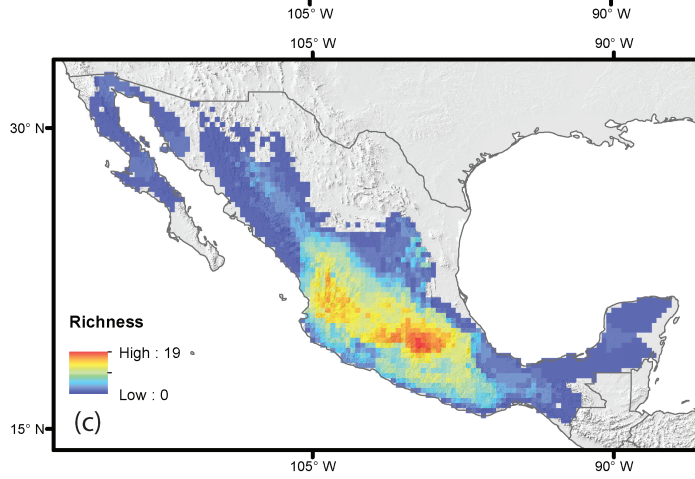 105° W 90° W
105° W 90° W
30° N
Richness
High : 19
Low : 0
(c)
15° N
105° W 90° W